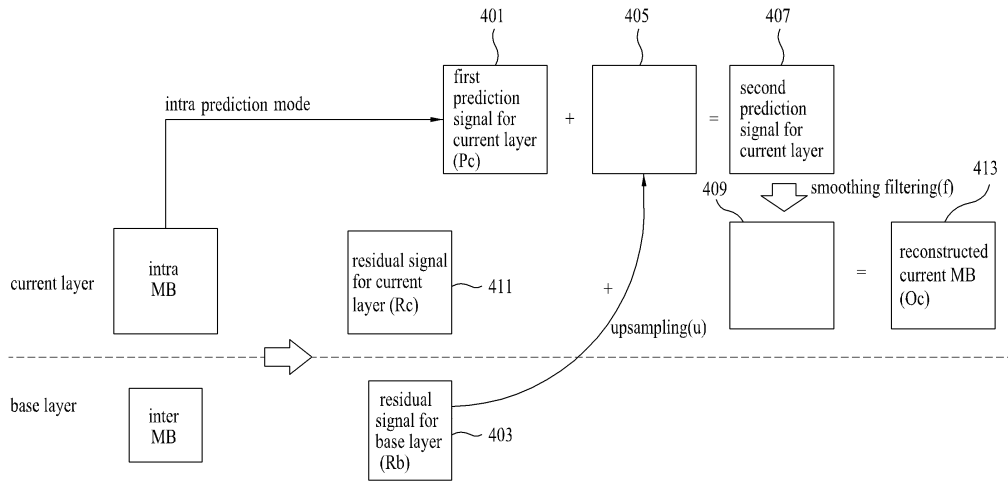 401
405
407
first
prediction
signal for
current layer
(Pc)
+
=
second
prediction
signal for
current layer
intra prediction mode
smoothing filtering(f)
409
413
current layer
intra
MB
residual signal
for current
layer (Rc)
411
+
=
reconstructed
current MB
(Oc)
upsampling(u)
base layer
inter
MB
residual
signal for
base layer
(Rb)
403